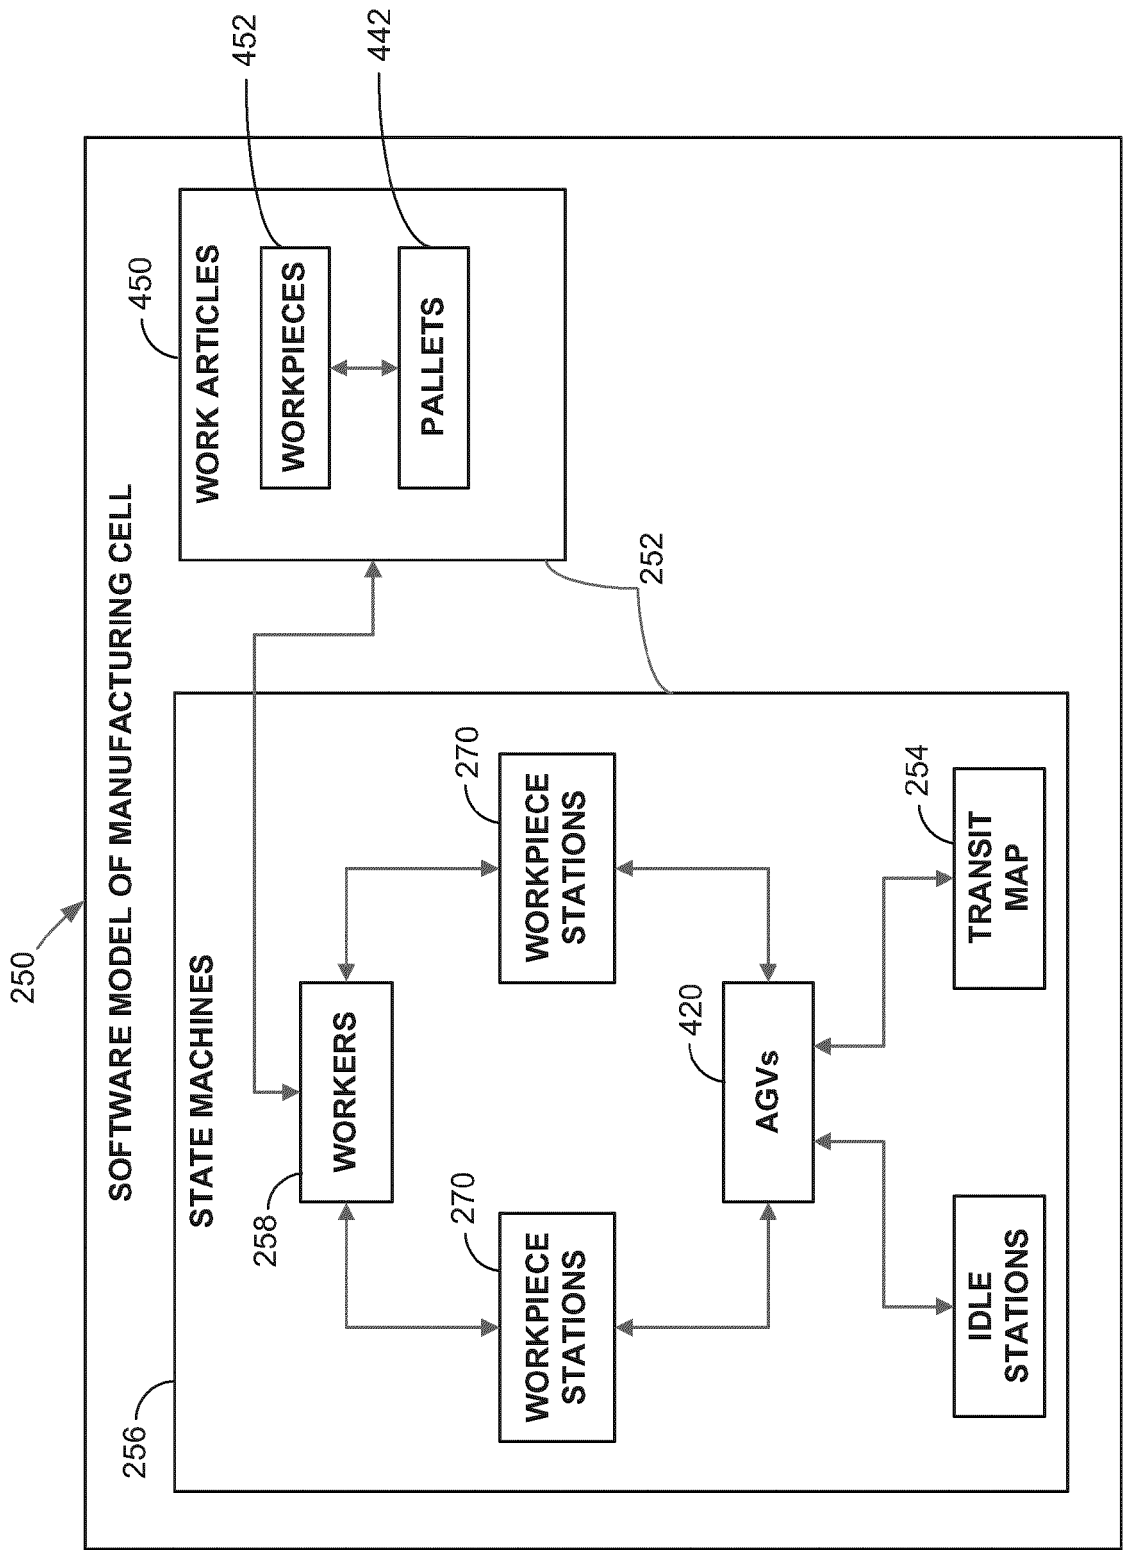 250
SOFTWARE MODEL OF MANUFACTURING CELL
256
STATE MACHINES
258
WORKERS
270
WORKPIECE
STATIONS
270
WORKPIECE
STATIONS
420
AGVs
IDLE
STATIONS
254
TRANSIT
MAP
252
450
WORK ARTICLES
452
WORKPIECES
442
PALLETS